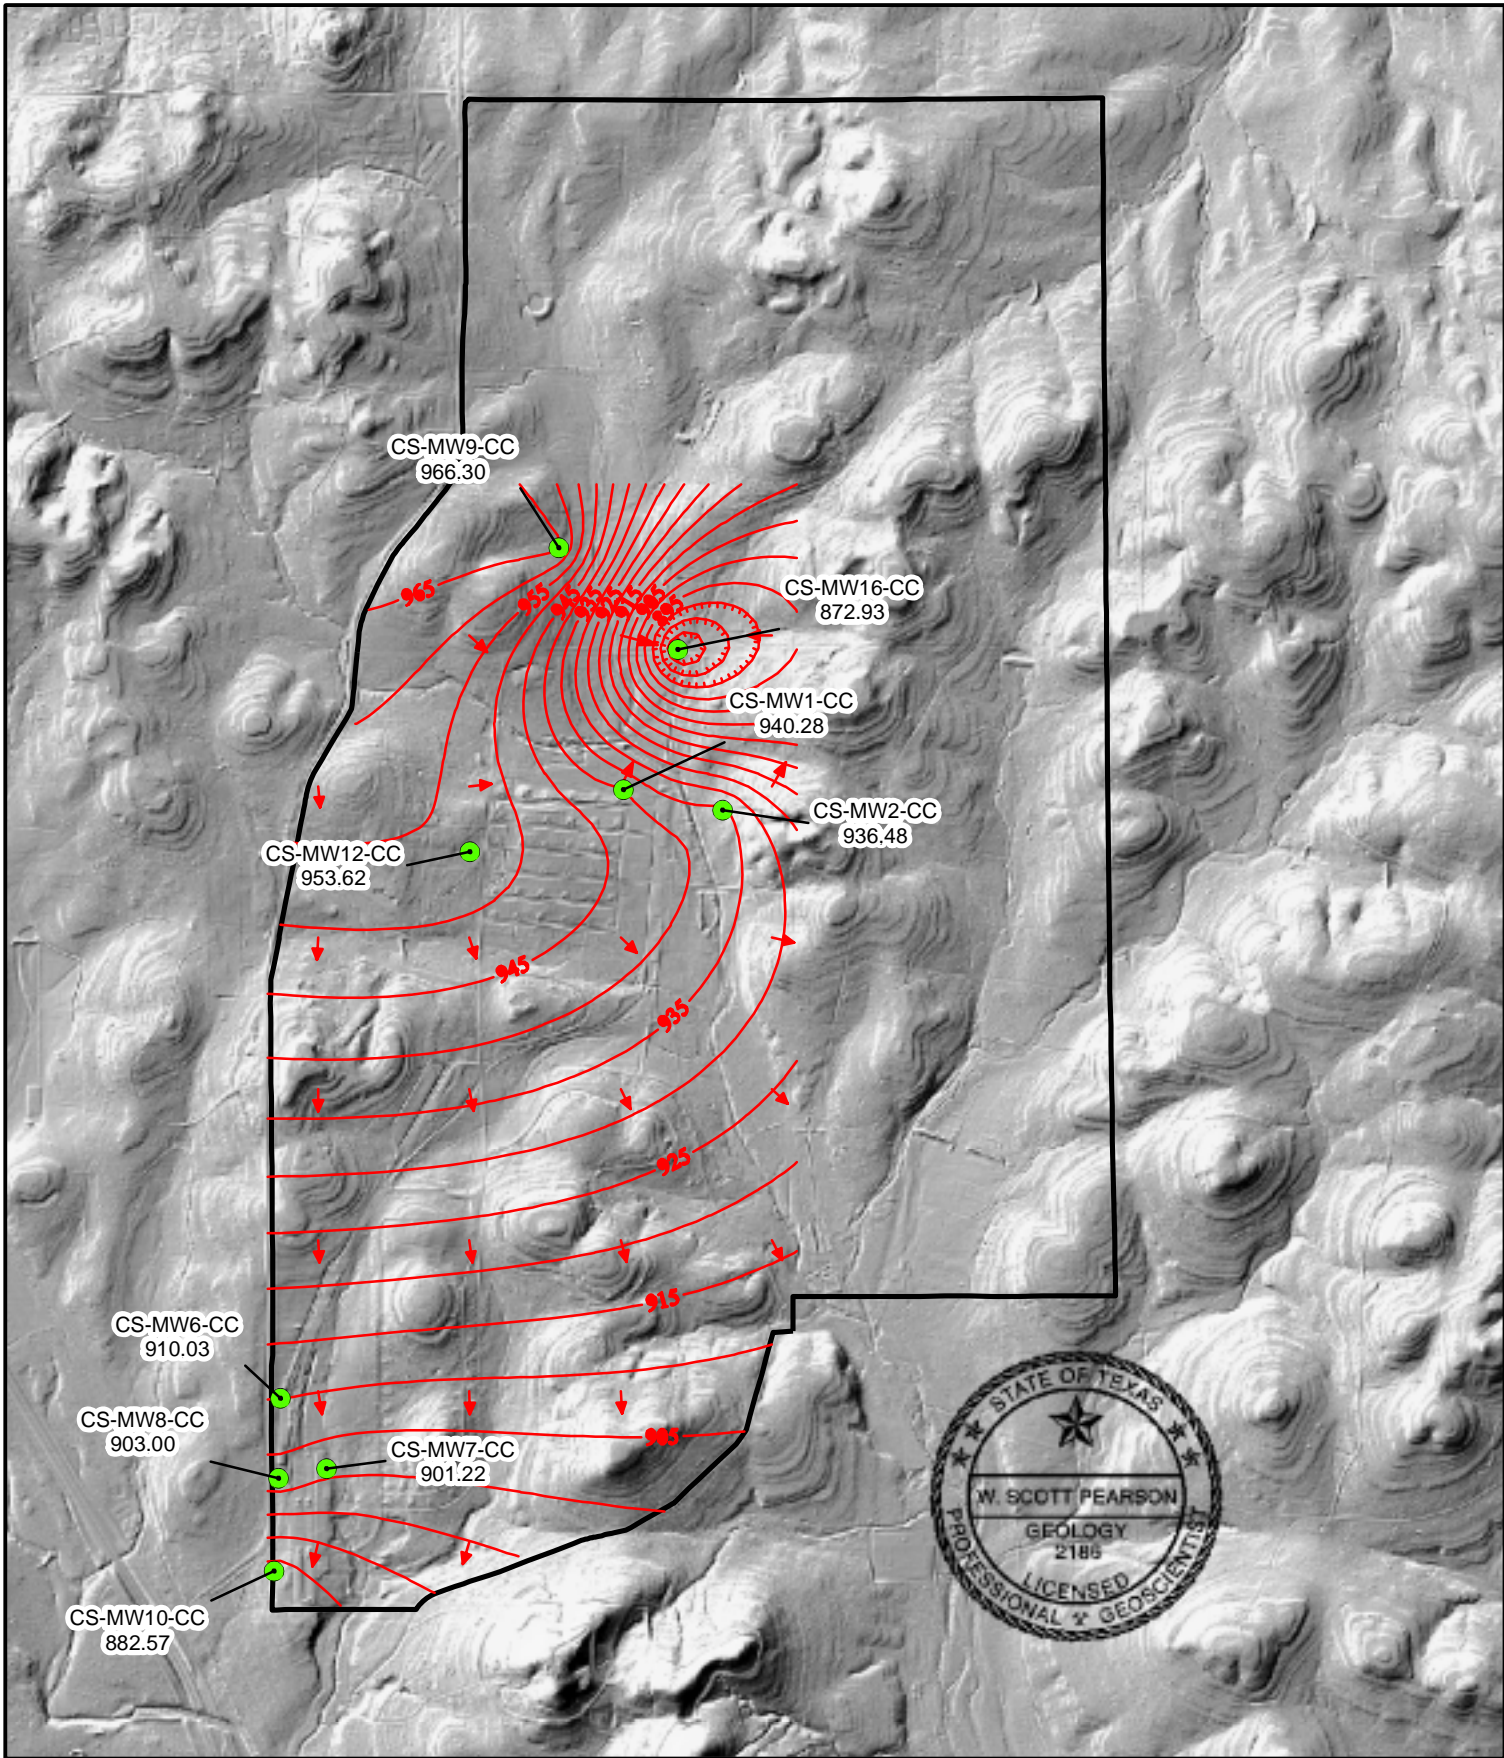 CS-MW9-CC
966.30
965
955
CS-MW16-CC
872.93
CS-MW1-CC
940.28
CS-MW2-CC
936.48
CS-MW12-CC
953.62
945
935
925
915
CS-MW6-CC
910.03
CS-MW8-CC
903.00
CS-MW7-CC
901.22
905
CS-MW10-CC
882.57
STATE OF TEXAS
W. SCOTT PEARSON
GEOLOGY
2186
LICENSED
PROFESSIONAL GEOSCIENTIST